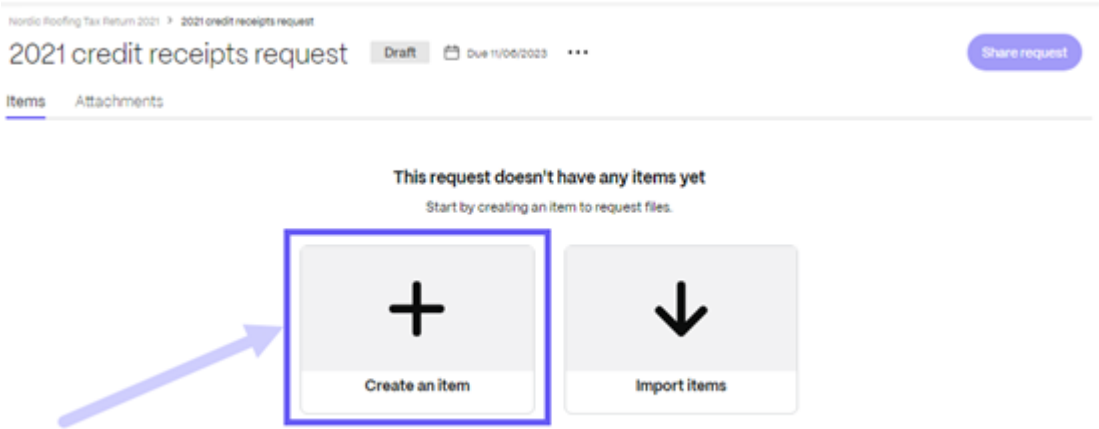 Nordic Roofing Tax Return 2021 > 2021 credit receipts request
2021 credit receipts request Draft Due 11/06/2023 •••
Share request
Items Attachments
This request doesn't have any items yet
Start by creating an item to request files.
Create an item
Import items